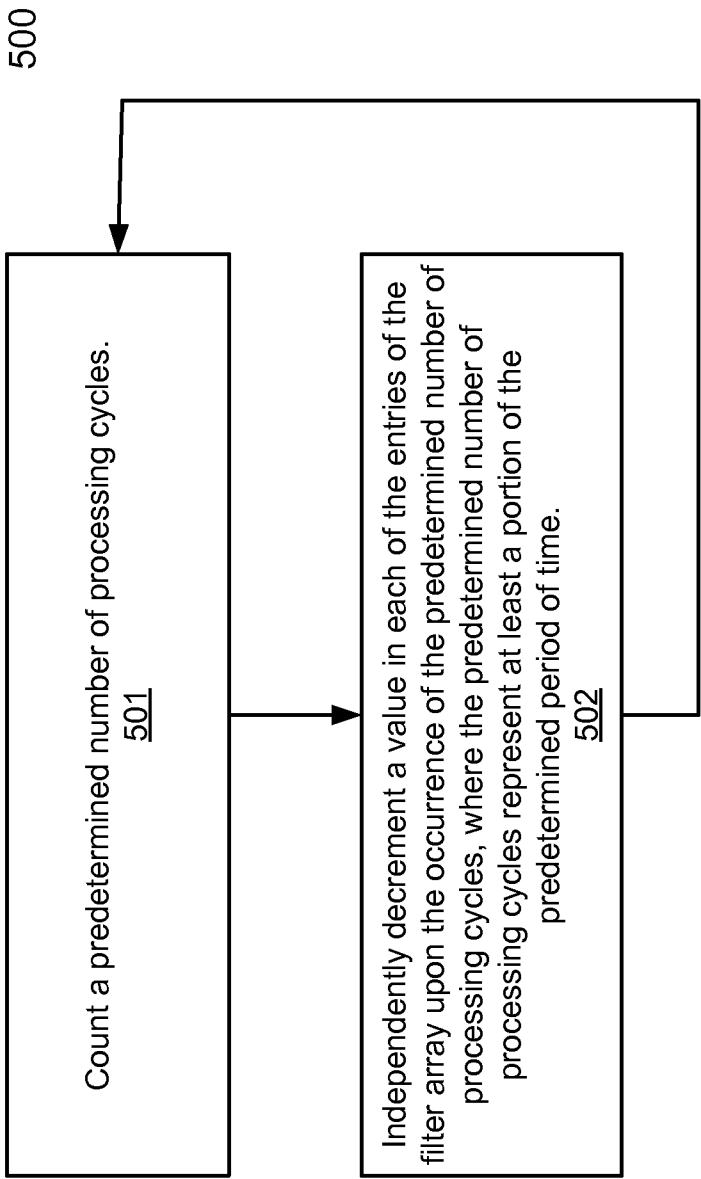 500
Count a predetermined number of processing cycles.
501
Independently decrement a value in each of the entries of the
filter array upon the occurrence of the predetermined number of
processing cycles, where the predetermined number of
processing cycles represent at least a portion of the
predetermined period of time.
502